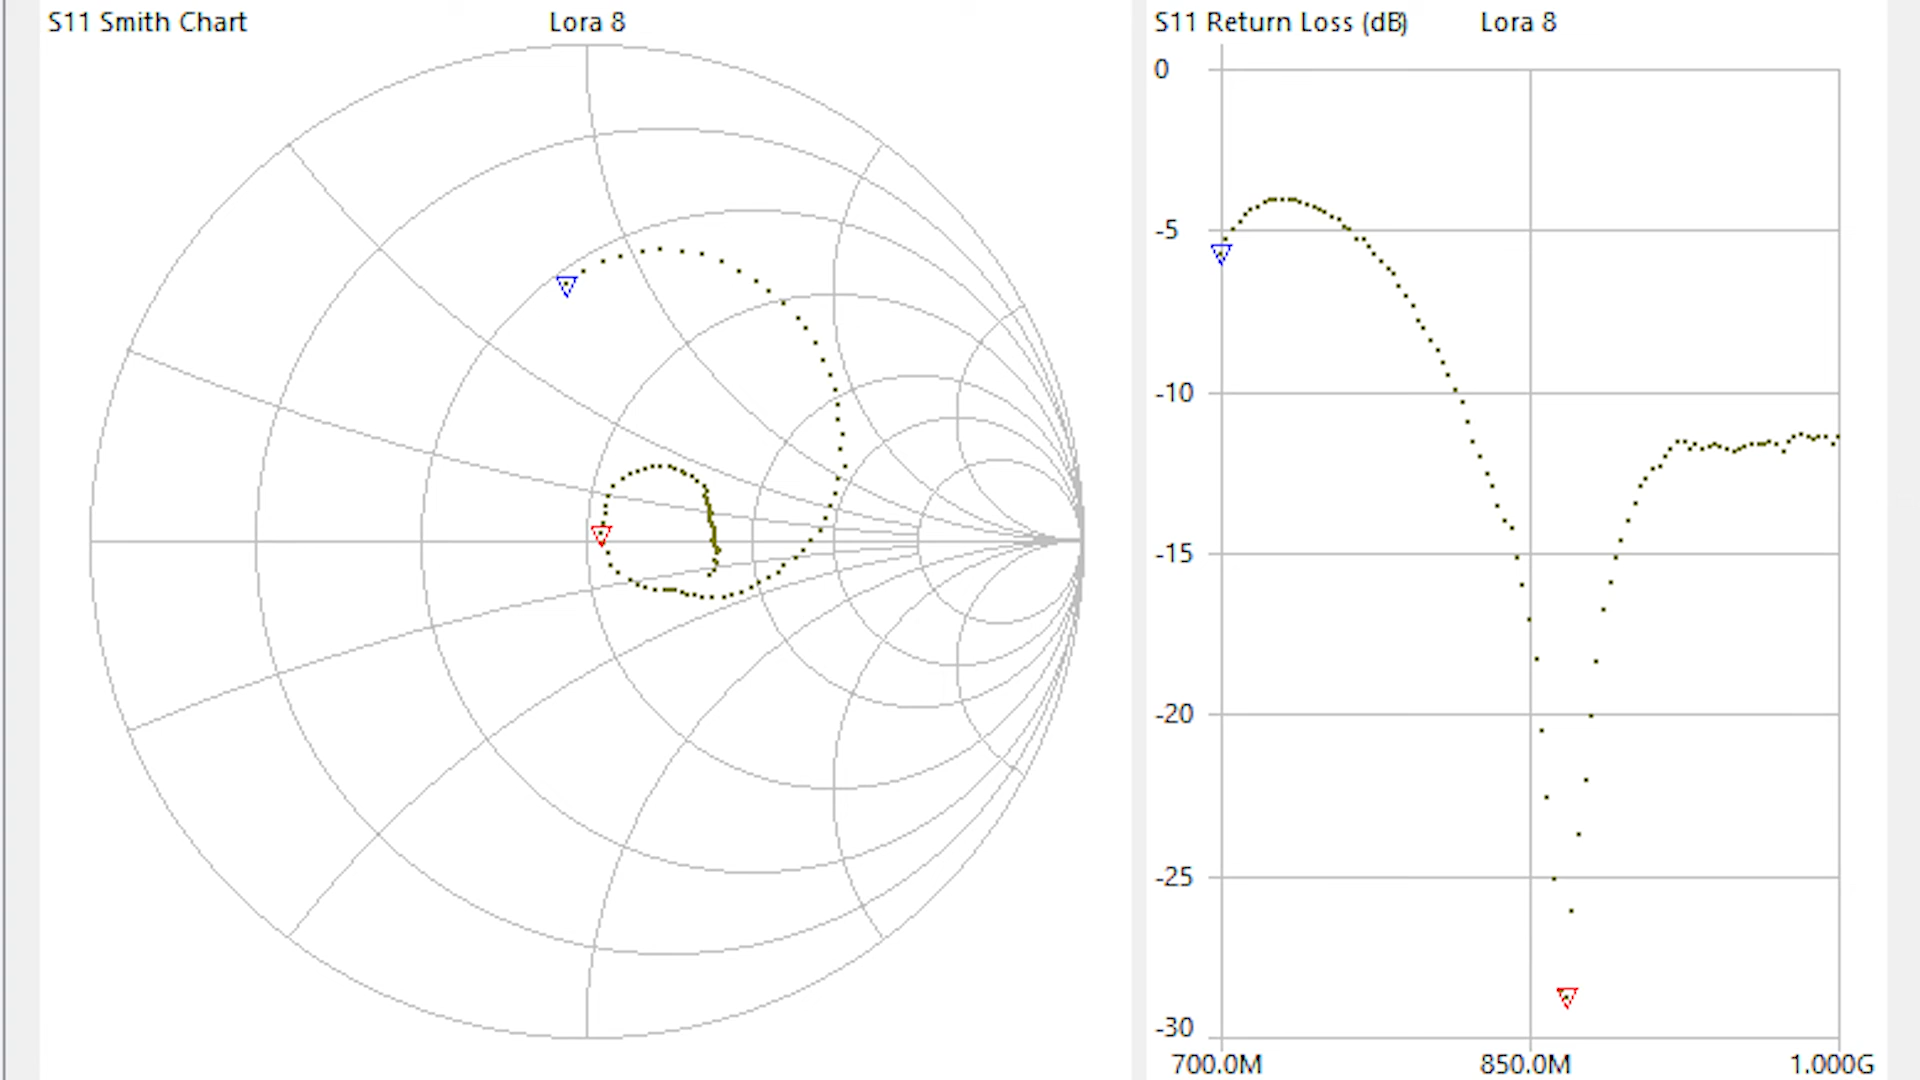 S11 Smith Chart
Lora 8
S11 Return Loss (dB)
Lora 8
0
-5
-10
-15
-20
-25
-30
700.0M
850.0M
1.000G